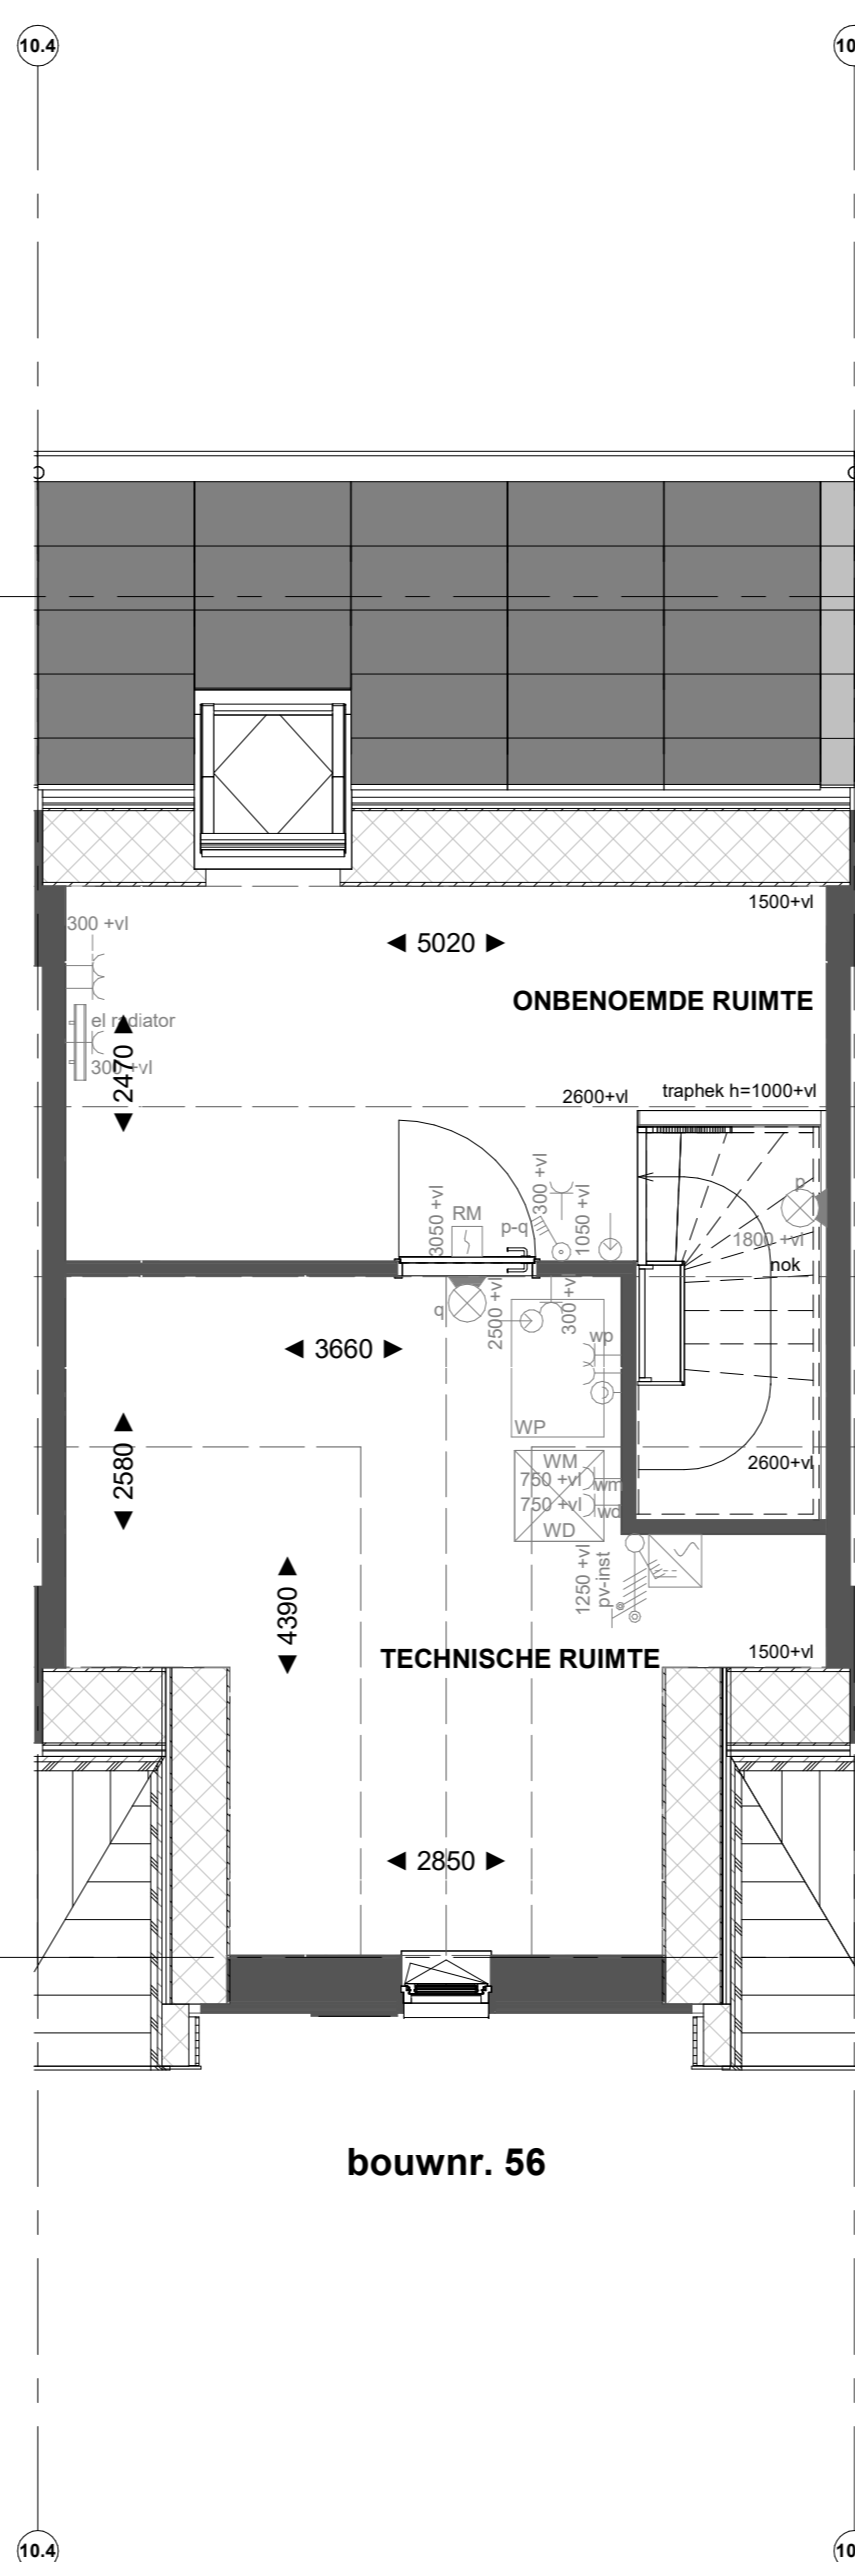 10.4
10
1500+vl
300 +vl
◄ 5020 ►
ONBENOEMDE RUIMTE
el radiator
300 +vl
◄ 2470 ►
2600+vl
traphek h=1000+vl
3050 +vl
RM
p-q
300 +vl
1050 +vl
p
1800 +vl
nok
q
2500 +vl
300 +vl
◄ 3660 ►
wp
WP
◄ 2580 ►
WM
750 +vl
wm
750 +vl
wd
WD
2600+vl
1250 +vl
pv-inst
◄ 4390 ►
TECHNISCHE RUIMTE
1500+vl
◄ 2850 ►
bouwnr. 56
10.4
10